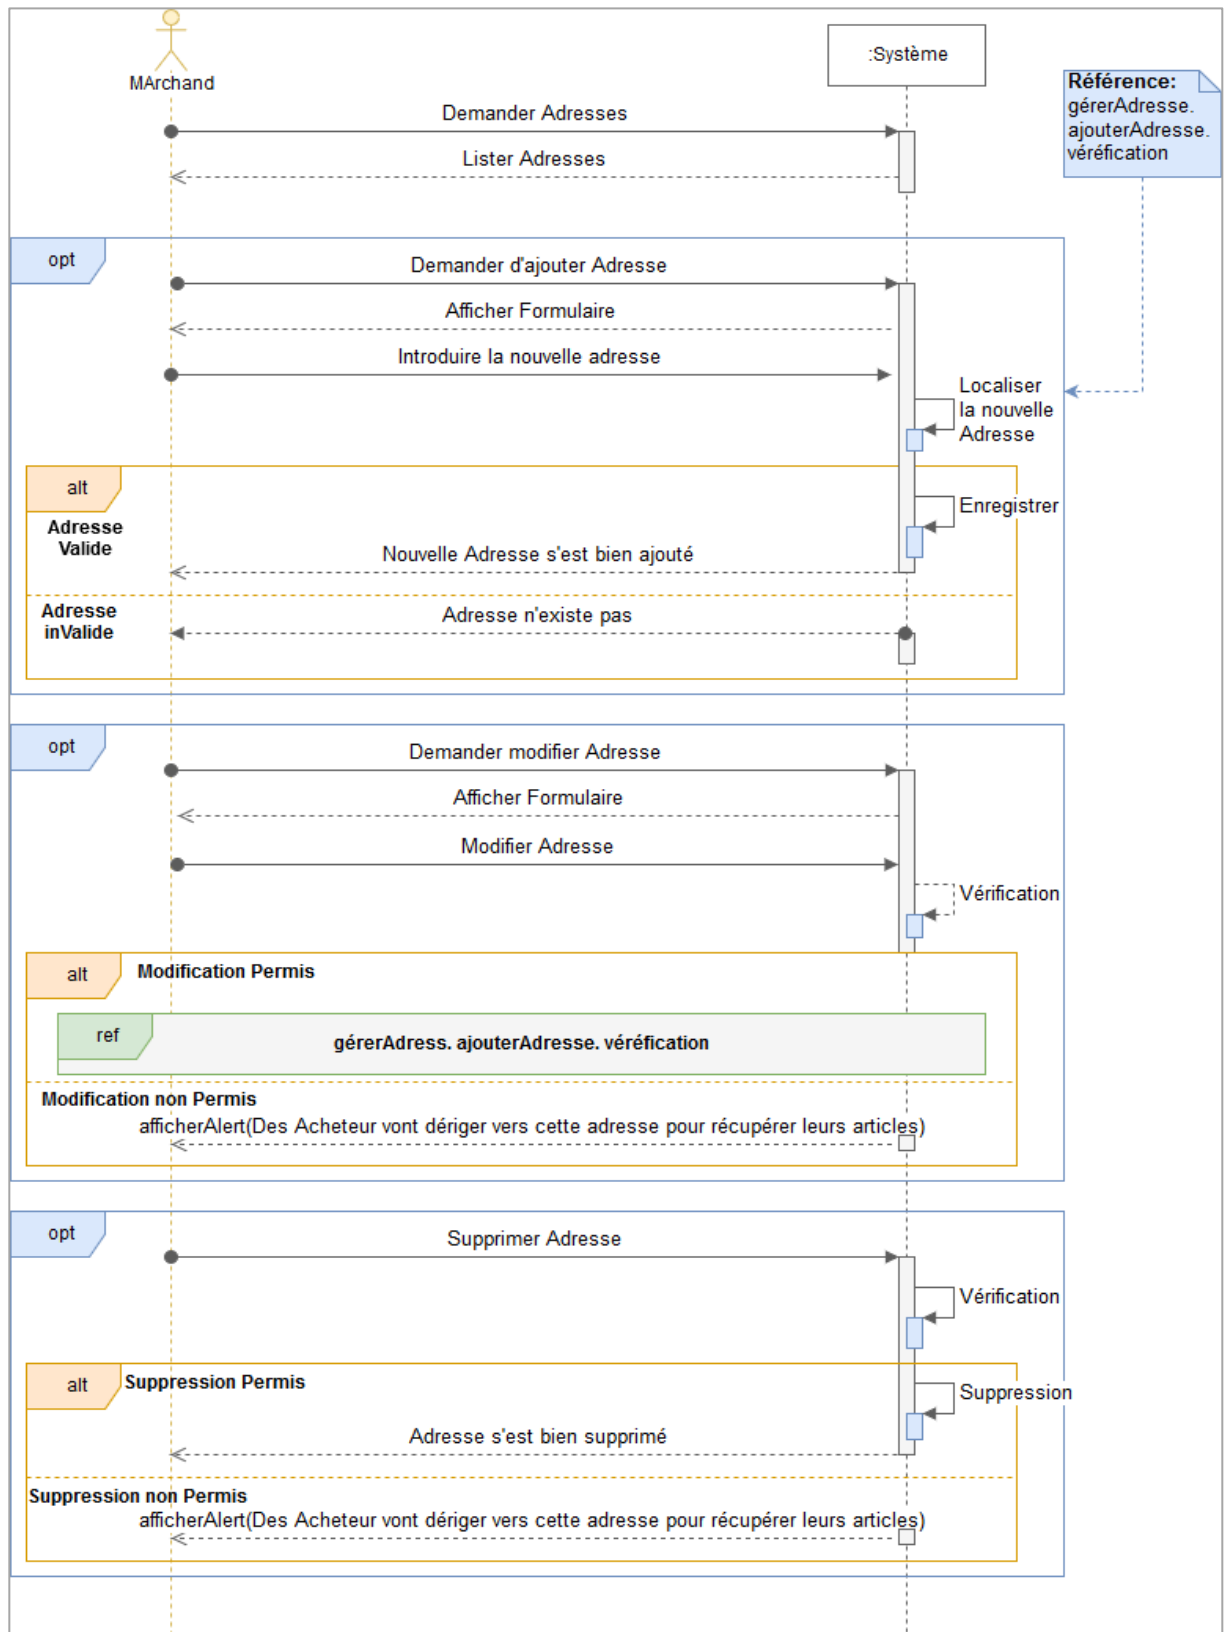 :Système
MArchand
Référence:
gérerAdresse.
ajouterAdresse.
véréfication
Demander Adresses
Lister Adresses
opt
Demander d'ajouter Adresse
Afficher Formulaire
Introduire la nouvelle adresse
Localiser
la nouvelle
Adresse
alt
Adresse
Valide
Enregistrer
Nouvelle Adresse s'est bien ajouté
Adresse
inValide
Adresse n'existe pas
opt
Demander modifier Adresse
Afficher Formulaire
Modifier Adresse
Vérification
alt
Modification Permis
ref
gérerAdress. ajouterAdresse. véréfication
Modification non Permis
afficherAlert(Des Acheteur vont dériger vers cette adresse pour récupérer leurs articles)
opt
Supprimer Adresse
Vérification
alt
Suppression Permis
Suppression
Adresse s'est bien supprimé
Suppression non Permis
afficherAlert(Des Acheteur vont dériger vers cette adresse pour récupérer leurs articles)